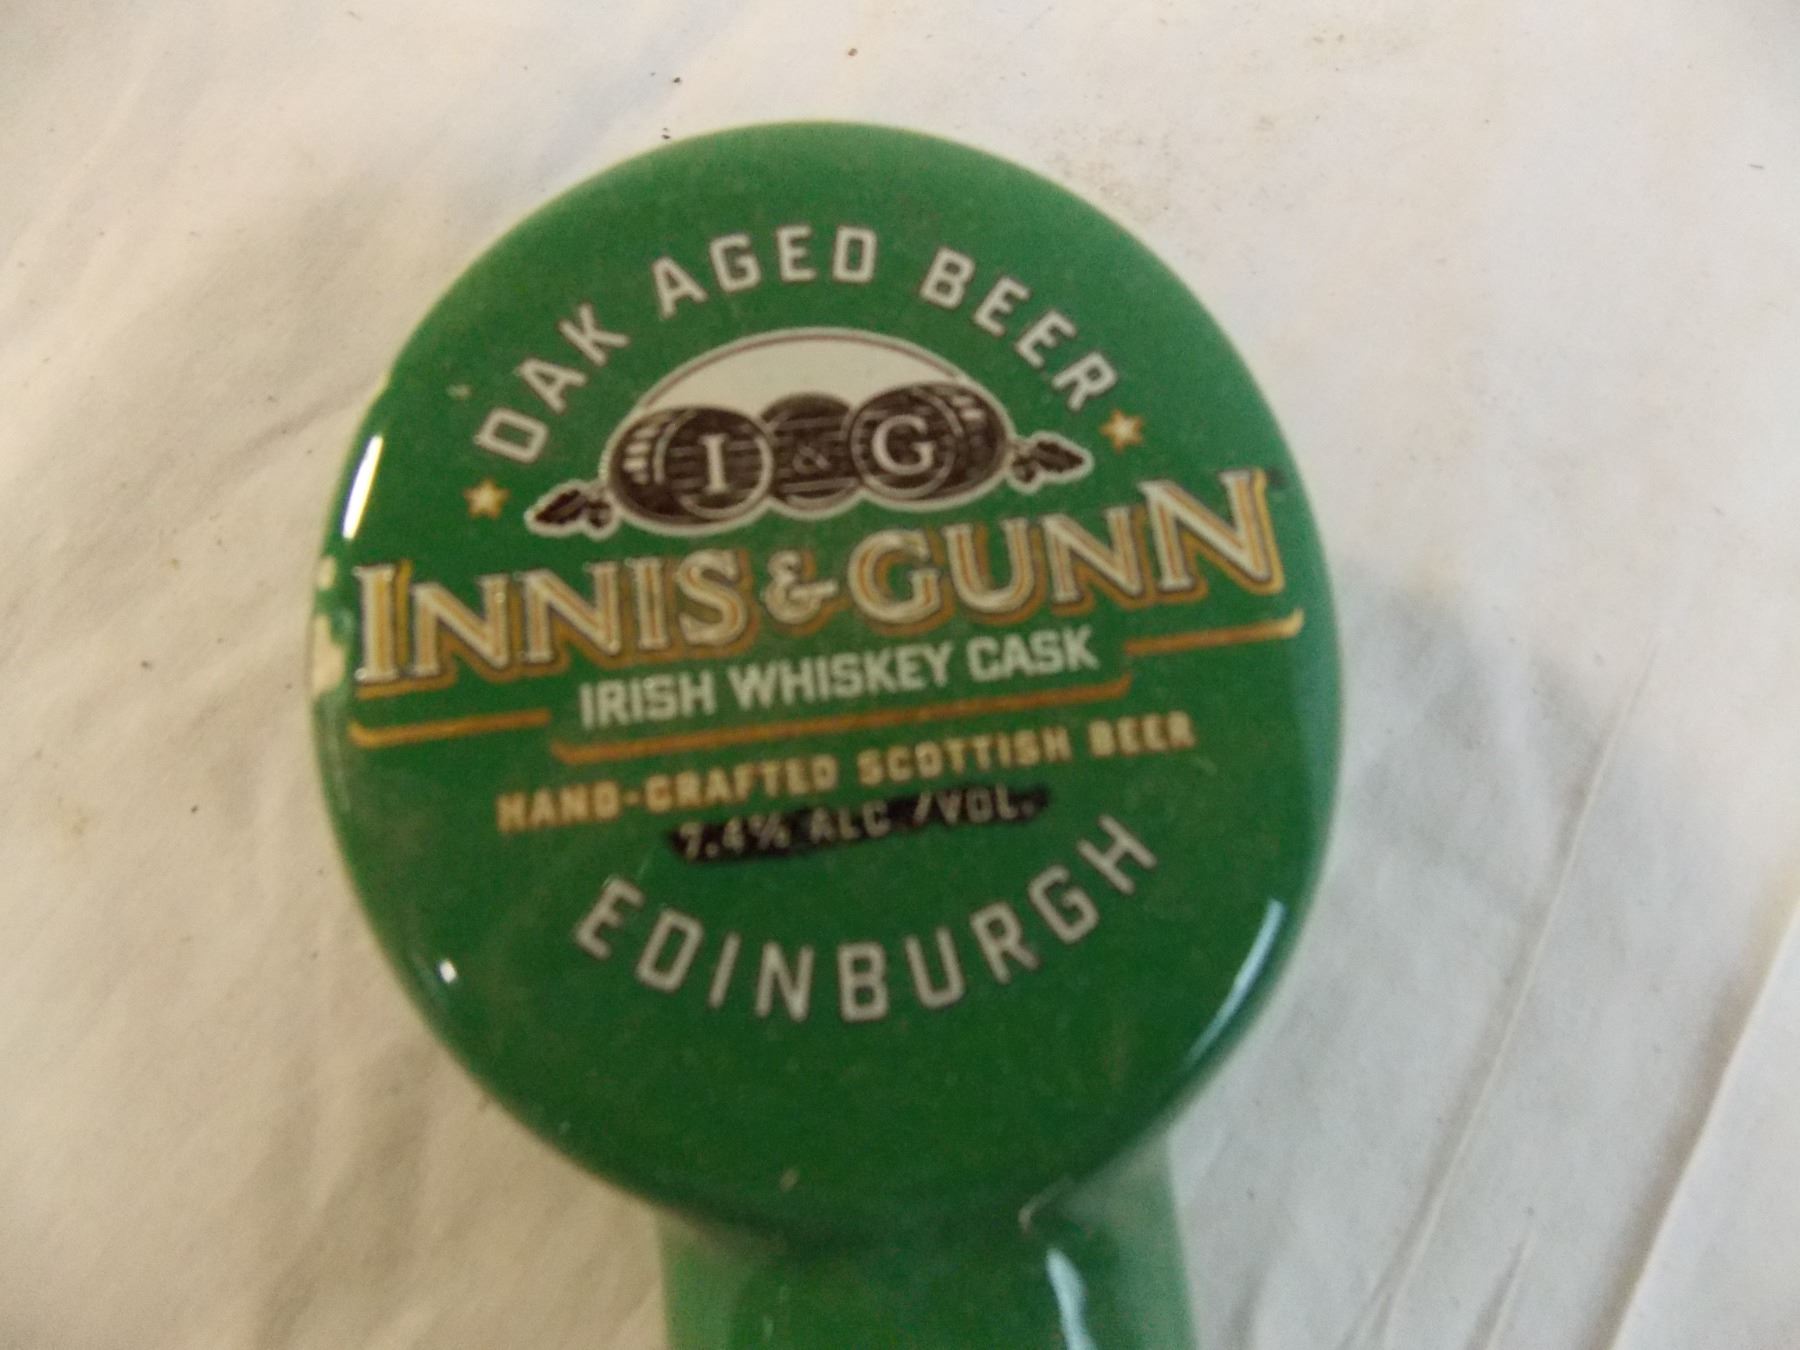 OAK AGED BEER
I & G
INNIS & GUNN
IRISH WHISKEY CASK
HAND-CRAFTED SCOTTISH BEER
7.4% ALC /VOL.
EDINBURGH